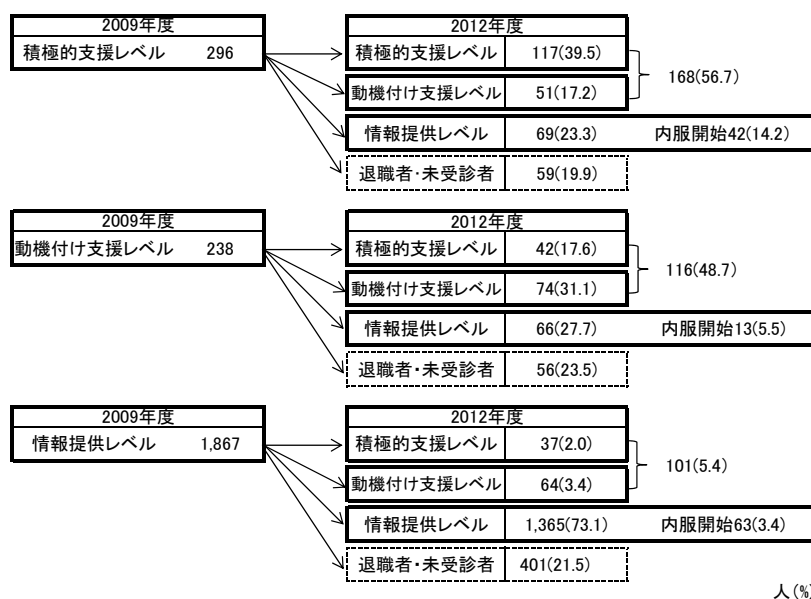 2009年度 2012年度
積極的支援レベル 296 積極的支援レベル 117(39.5)
168(56.7)
動機付け支援レベル 51(17.2)
情報提供レベル 69(23.3) 内服開始42(14.2)
退職者・未受診者 59(19.9)
2009年度 2012年度
動機付け支援レベル 238 積極的支援レベル 42(17.6)
116(48.7)
動機付け支援レベル 74(31.1)
情報提供レベル 66(27.7) 内服開始13(5.5)
退職者・未受診者 56(23.5)
2009年度 2012年度
情報提供レベル 1,867 積極的支援レベル 37(2.0)
101(5.4)
動機付け支援レベル 64(3.4)
情報提供レベル 1,365(73.1) 内服開始63(3.4)
退職者・未受診者 401(21.5)
人(%)